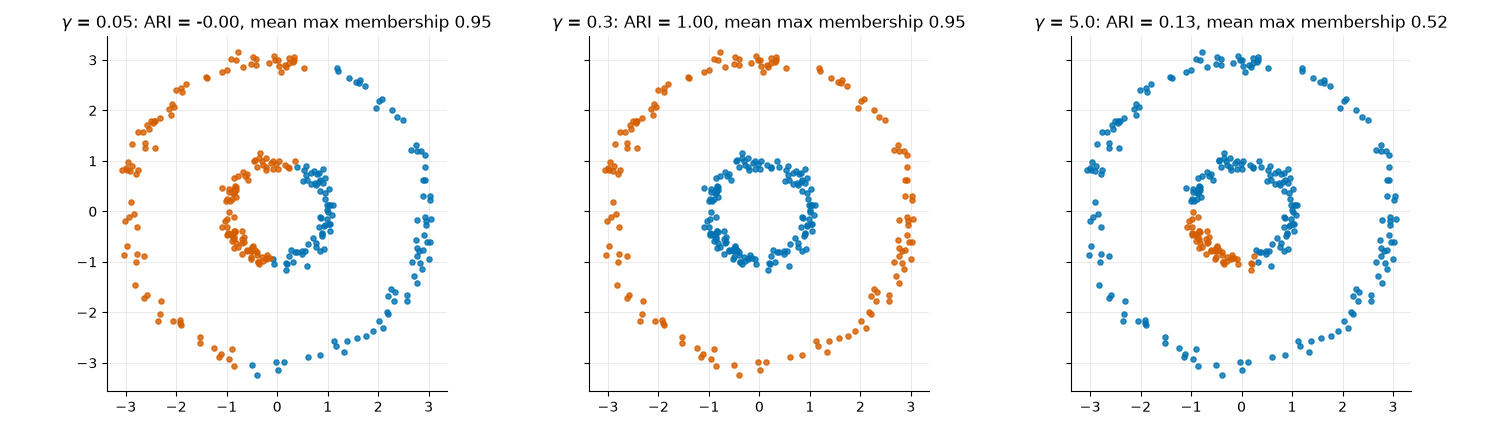 γ = 0.05: ARI = -0.00, mean max membership 0.95
γ = 0.3: ARI = 1.00, mean max membership 0.95
γ = 5.0: ARI = 0.13, mean max membership 0.52
3
2
1
0
−1
−2
−3
−3 −2 −1 0 1 2 3
−3 −2 −1 0 1 2 3
−3 −2 −1 0 1 2 3